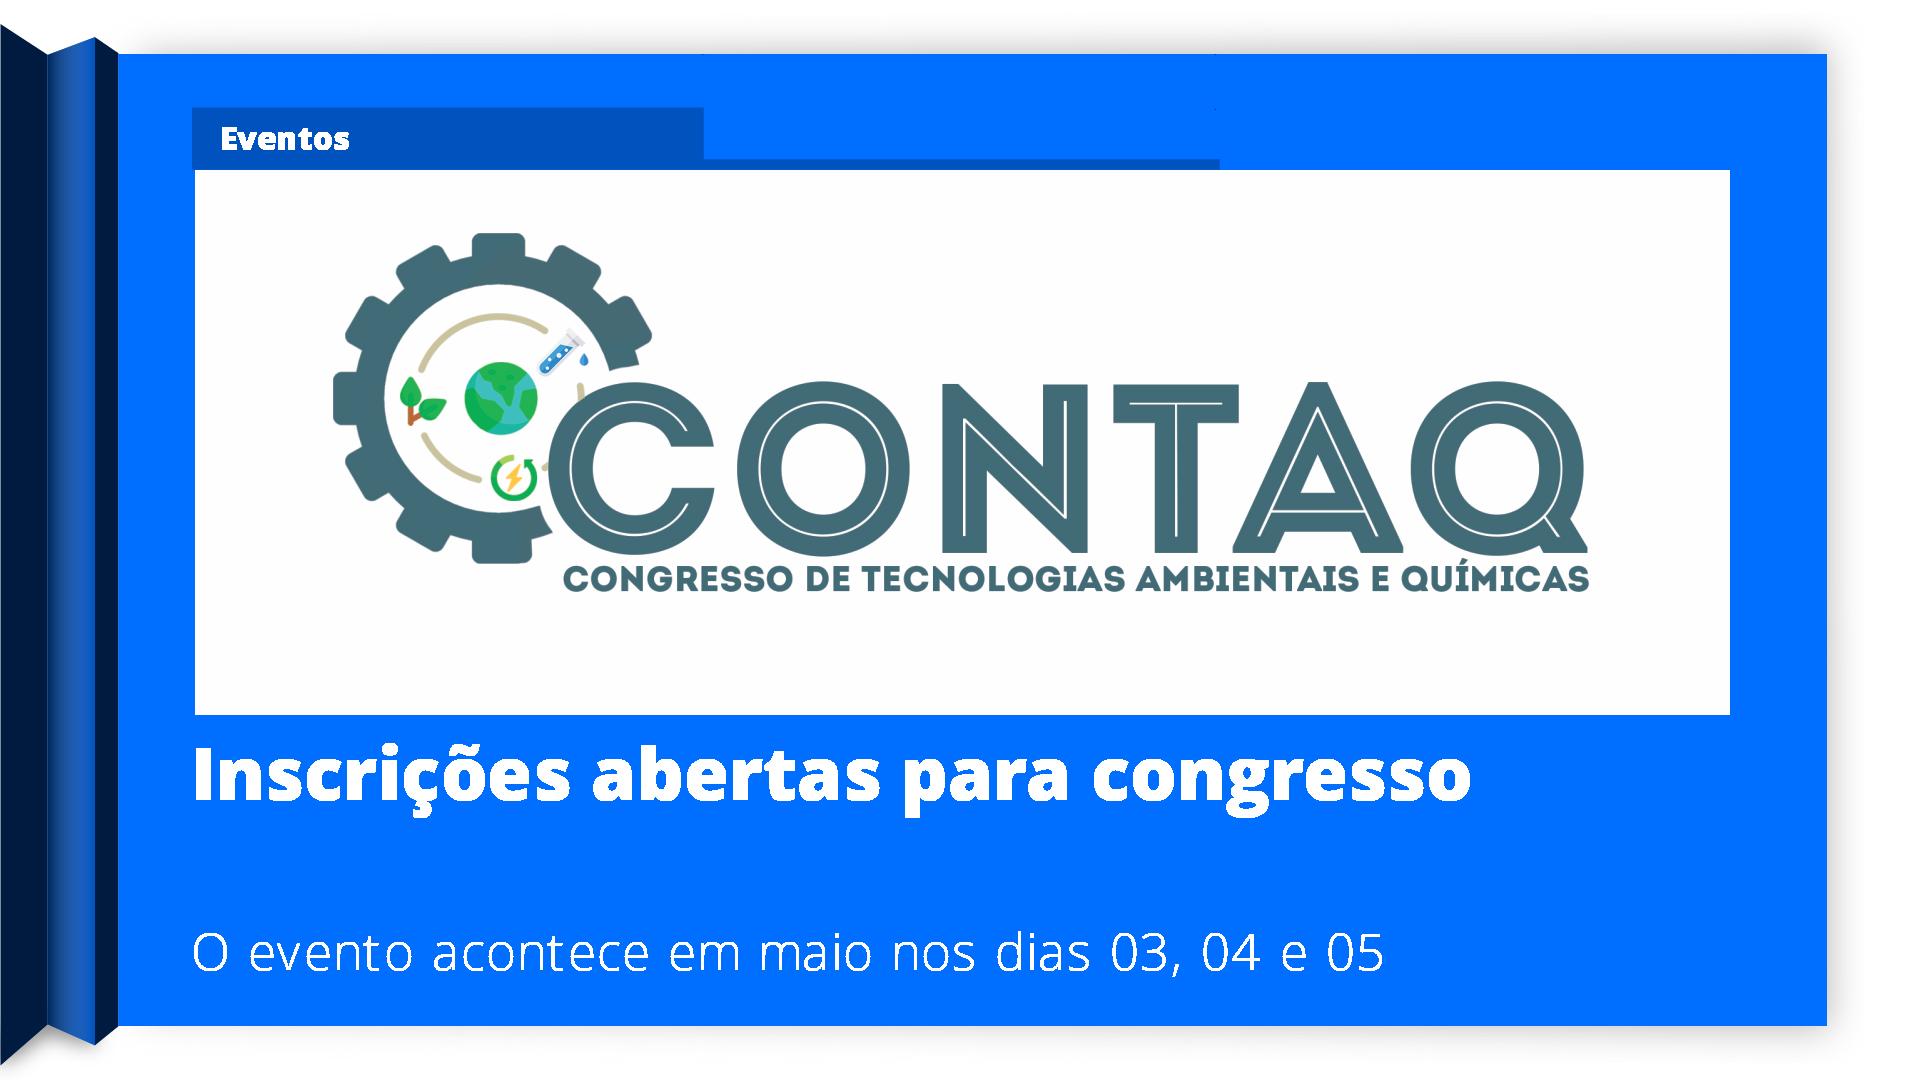 Eventos
CONTAQ
CONGRESSO DE TECNOLOGIAS AMBIENTAIS E QUÍMICAS
Inscrições abertas para congresso
O evento acontece em maio nos dias 03, 04 e 05